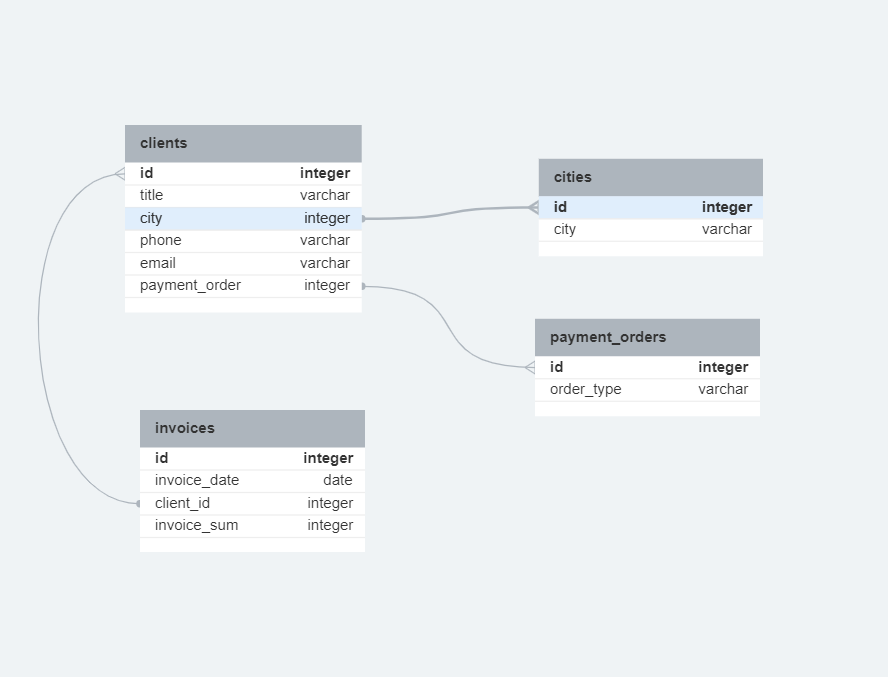 clients
id integer
title varchar
city integer
phone varchar
email varchar
payment_order integer
cities
id integer
city varchar
payment_orders
id integer
order_type varchar
invoices
id integer
invoice_date date
client_id integer
invoice_sum integer